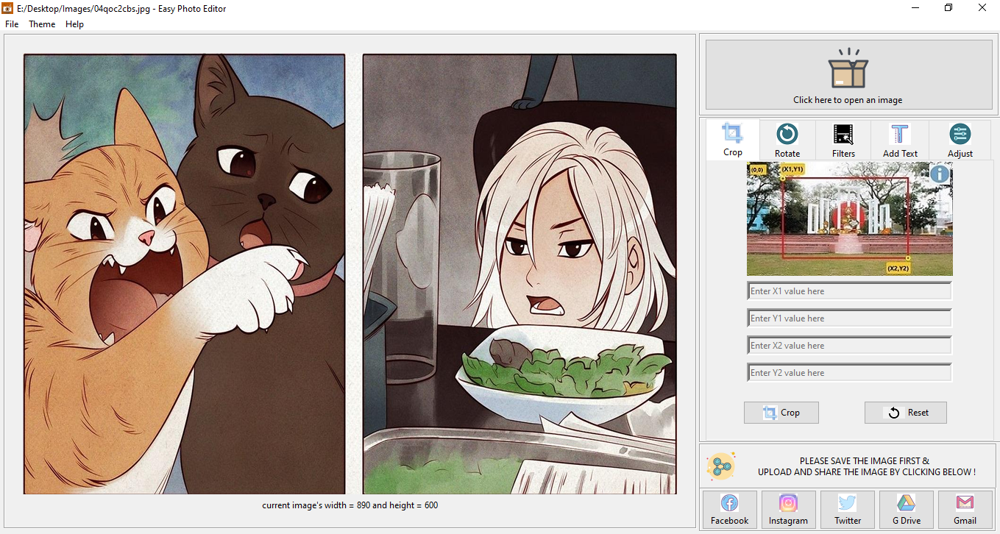 E:/Desktop/Images/04qoc2cbs.jpg - Easy Photo Editor
File Theme Help
Click here to open an image
Crop Rotate Filters Add Text Adjust
(0,0) (X1,Y1)
(X2,Y2)
Enter X1 value here
Enter Y1 value here
Enter X2 value here
Enter Y2 value here
Crop Reset
PLEASE SAVE THE IMAGE FIRST &
UPLOAD AND SHARE THE IMAGE BY CLICKING BELOW !
current image's width = 890 and height = 600
Facebook Instagram Twitter G Drive Gmail